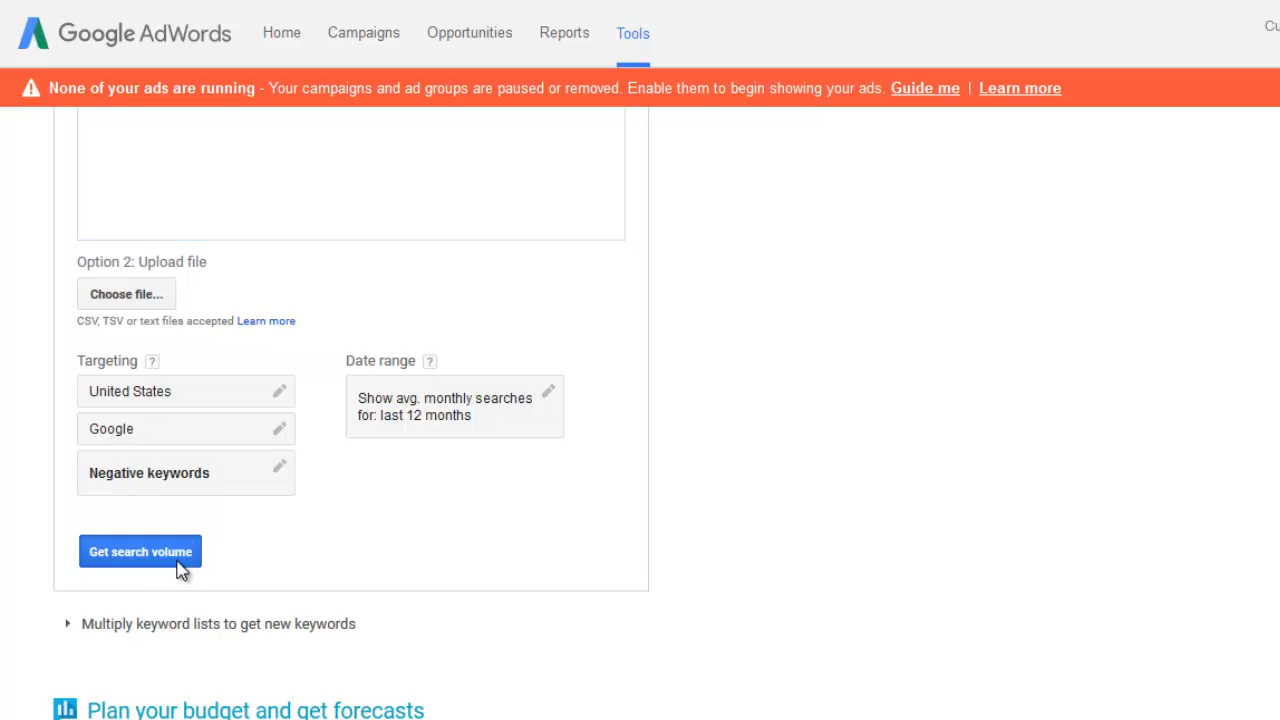 Google AdWords Home Campaigns Opportunities Reports Tools
None of your ads are running - Your campaigns and ad groups are paused or removed. Enable them to begin showing your ads. Guide me | Learn more
Option 2: Upload file
Choose file...
CSV, TSV or text files accepted Learn more
Targeting ?
United States
Google
Negative keywords
Date range ?
Show avg. monthly searches
for: last 12 months
Get search volume
Multiply keyword lists to get new keywords
Plan your budget and get forecasts